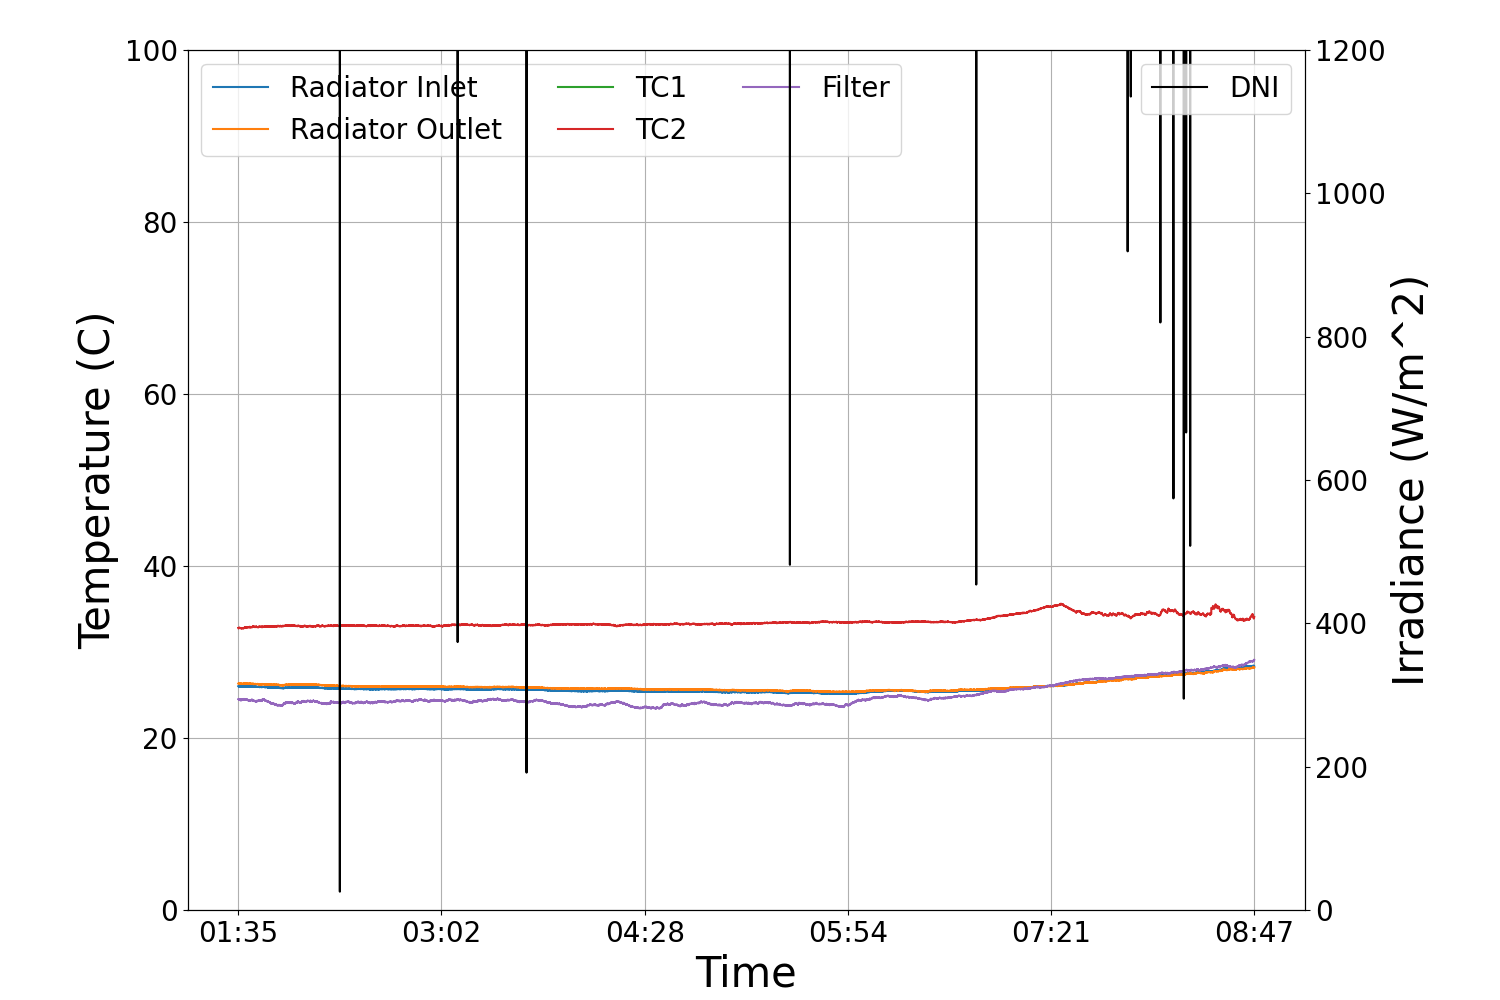 100
80
60
40
20
0
Temperature (C)
Radiator Inlet
Radiator Outlet
TC1
TC2
Filter
DNI
1200
1000
800
600
400
200
0
Irradiance (W/m^2)
01:35 03:02 04:28 05:54 07:21 08:47
Time